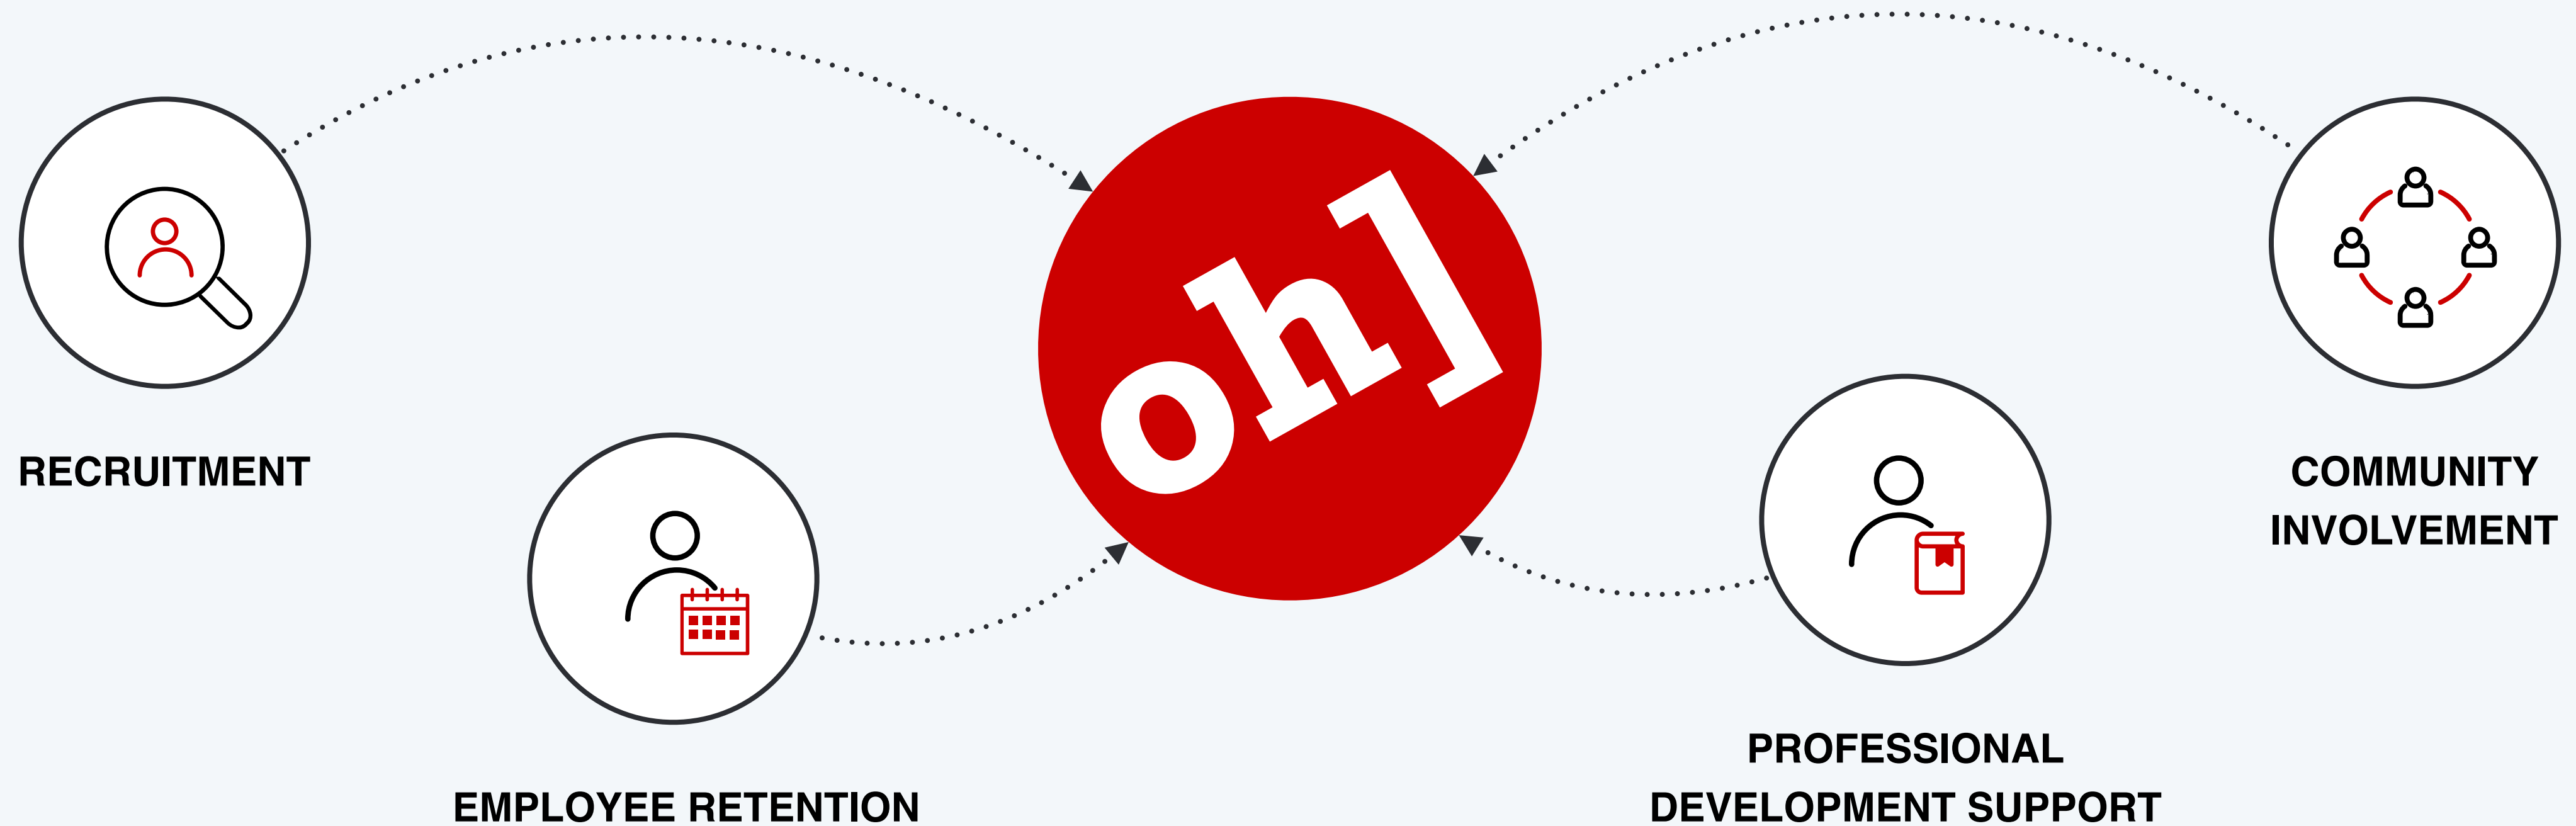 oh]
RECRUITMENT
EMPLOYEE RETENTION
PROFESSIONAL
DEVELOPMENT SUPPORT
COMMUNITY
INVOLVEMENT